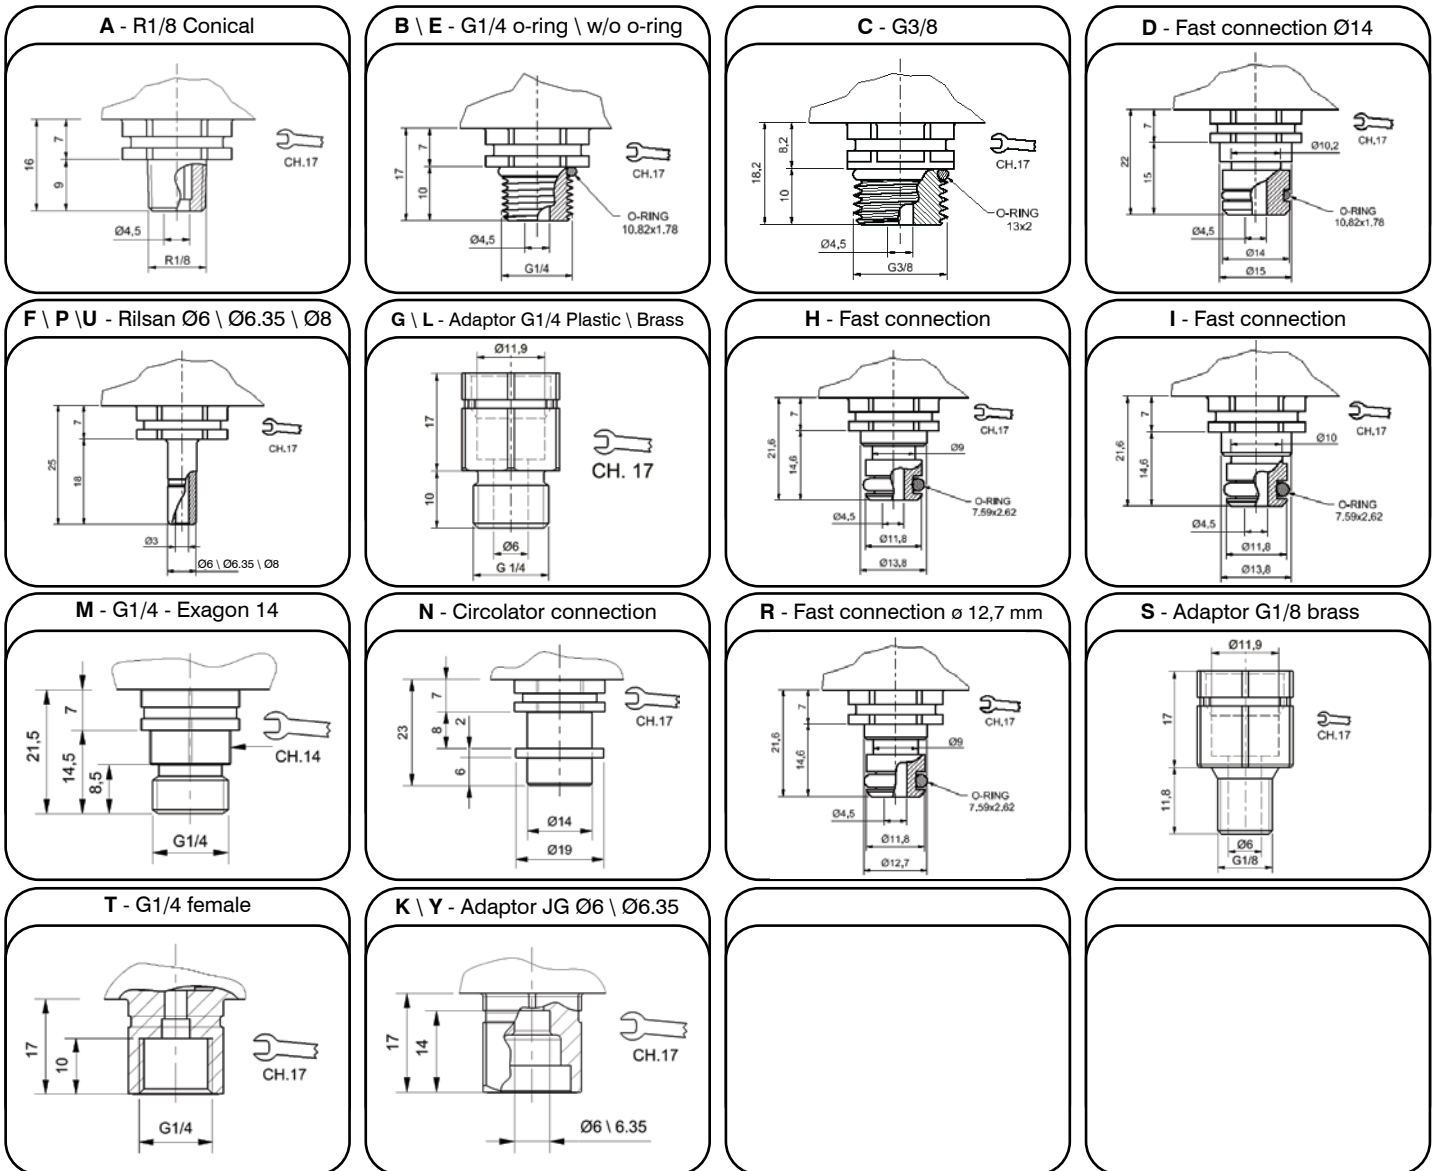 A - R1/8 Conical
16
7
9
CH.17
Ø4,5
R1/8
B \ E - G1/4 o-ring \ w/o o-ring
17
7
10
CH.17
O-RING
10.82x1.78
Ø4,5
G1/4
C - G3/8
18,2
8,2
10
CH.17
O-RING
13x2
Ø4,5
G3/8
D - Fast connection Ø14
22
7
15
CH.17
Ø10,2
O-RING
10,82x1,78
Ø4,5
Ø14
Ø15
F \ P \U - Rilsan Ø6 \ Ø6.35 \ Ø8
25
7
18
CH.17
Ø3
Ø6 \ Ø6.35 \ Ø8
G \ L - Adaptor G1/4 Plastic \ Brass
Ø11,9
17
10
CH. 17
Ø6
G 1/4
H - Fast connection
21,6
7
14,6
CH.17
Ø9
O-RING
7.59x2.62
Ø4,5
Ø11,8
Ø13,8
I - Fast connection
21,6
7
14,6
CH.17
Ø10
O-RING
7.59x2.62
Ø4,5
Ø11,8
Ø13,8
M - G1/4 - Exagon 14
21,5
7
14,5
8,5
CH.14
G1/4
N - Circolator connection
23
7
8
2
6
CH.17
Ø14
Ø19
R - Fast connection ø 12,7 mm
21,6
7
14,6
CH.17
Ø9
O-RING
7,59x2,62
Ø4,5
Ø11,8
Ø12,7
S - Adaptor G1/8 brass
Ø11,9
17
11,8
CH.17
Ø6
G1/8
T - G1/4 female
17
10
CH.17
G1/4
K \ Y - Adaptor JG Ø6 \ Ø6.35
17
14
CH.17
Ø6 \ 6.35